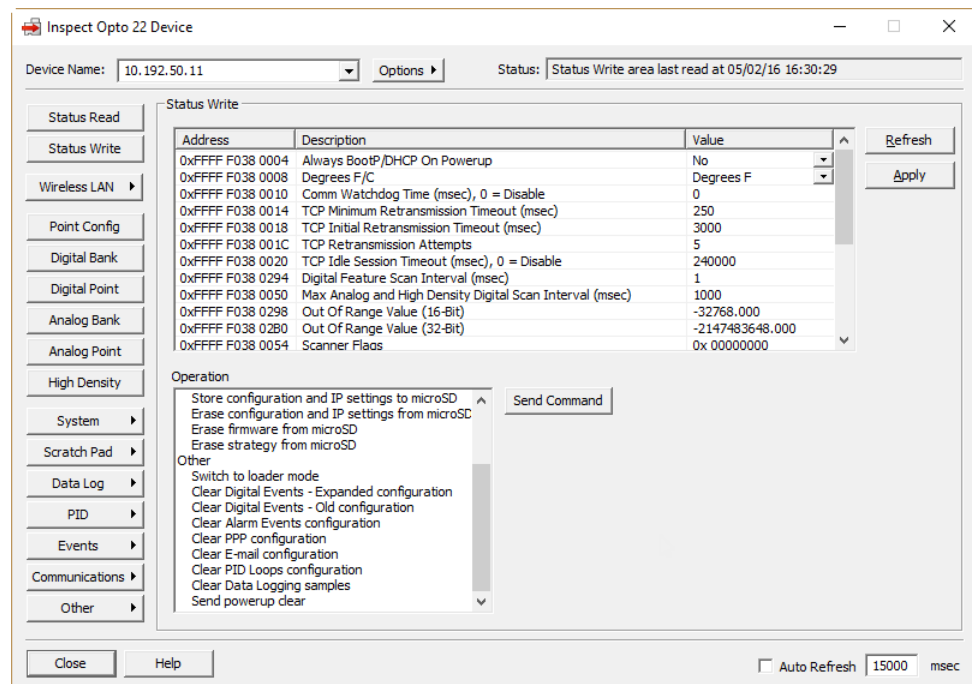 Inspect Opto 22 Device
Device Name: 10.192.50.11 Options Status: Status Write area last read at 05/02/16 16:30:29
Status Read
Status Write
Wireless LAN
Point Config
Digital Bank
Digital Point
Analog Bank
Analog Point
High Density
System
Scratch Pad
Data Log
PID
Events
Communications
Other
Status Write
Address Description Value
0xFFFF F038 0004 Always BootP/DHCP On Powerup No
0xFFFF F038 0008 Degrees F/C Degrees F
0xFFFF F038 0010 Comm Watchdog Time (msec), 0 = Disable 0
0xFFFF F038 0014 TCP Minimum Retransmission Timeout (msec) 250
0xFFFF F038 0018 TCP Initial Retransmission Timeout (msec) 3000
0xFFFF F038 001C TCP Retransmission Attempts 5
0xFFFF F038 0020 TCP Idle Session Timeout (msec), 0 = Disable 240000
0xFFFF F038 0294 Digital Feature Scan Interval (msec) 1
0xFFFF F038 0050 Max Analog and High Density Digital Scan Interval (msec) 1000
0xFFFF F038 0298 Out Of Range Value (16-Bit) -32768.000
0xFFFF F038 02B0 Out Of Range Value (32-Bit) -2147483648.000
0xFFFF F038 0054 Scanner Flags 0x 00000000
Refresh
Apply
Operation
Store configuration and IP settings to microSD
Erase configuration and IP settings from microSD
Erase firmware from microSD
Erase strategy from microSD
Other
Switch to loader mode
Clear Digital Events - Expanded configuration
Clear Digital Events - Old configuration
Clear Alarm Events configuration
Clear PPP configuration
Clear E-mail configuration
Clear PID Loops configuration
Clear Data Logging samples
Send powerup clear
Send Command
Close Help Auto Refresh 15000 msec